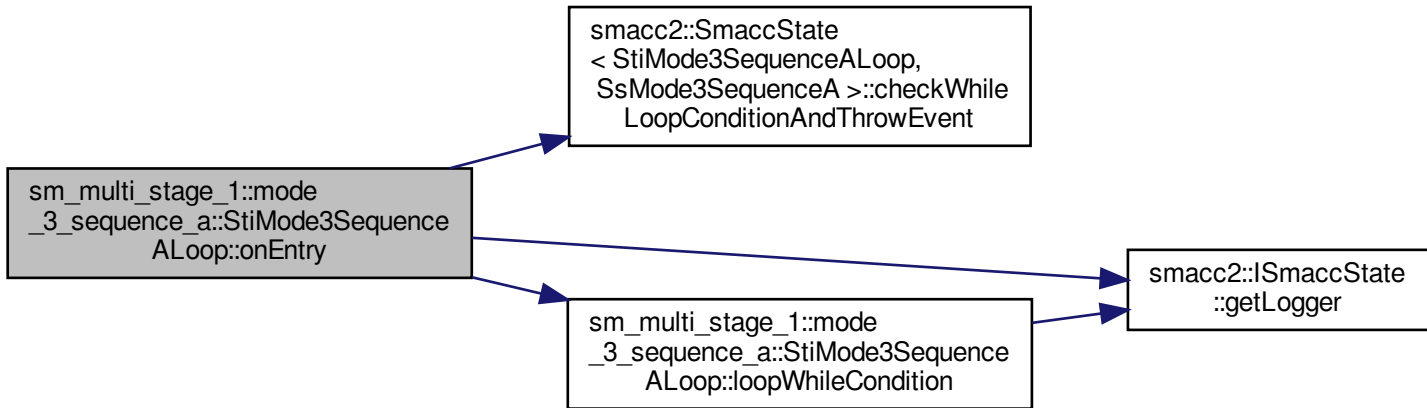 smacc2::SmaccState
< StiMode3SequenceALoop,
SsMode3SequenceA >::checkWhile
LoopConditionAndThrowEvent
sm_multi_stage_1::mode
_3_sequence_a::StiMode3Sequence
ALoop::onEntry
smacc2::ISmaccState
::getLogger
sm_multi_stage_1::mode
_3_sequence_a::StiMode3Sequence
ALoop::loopWhileCondition